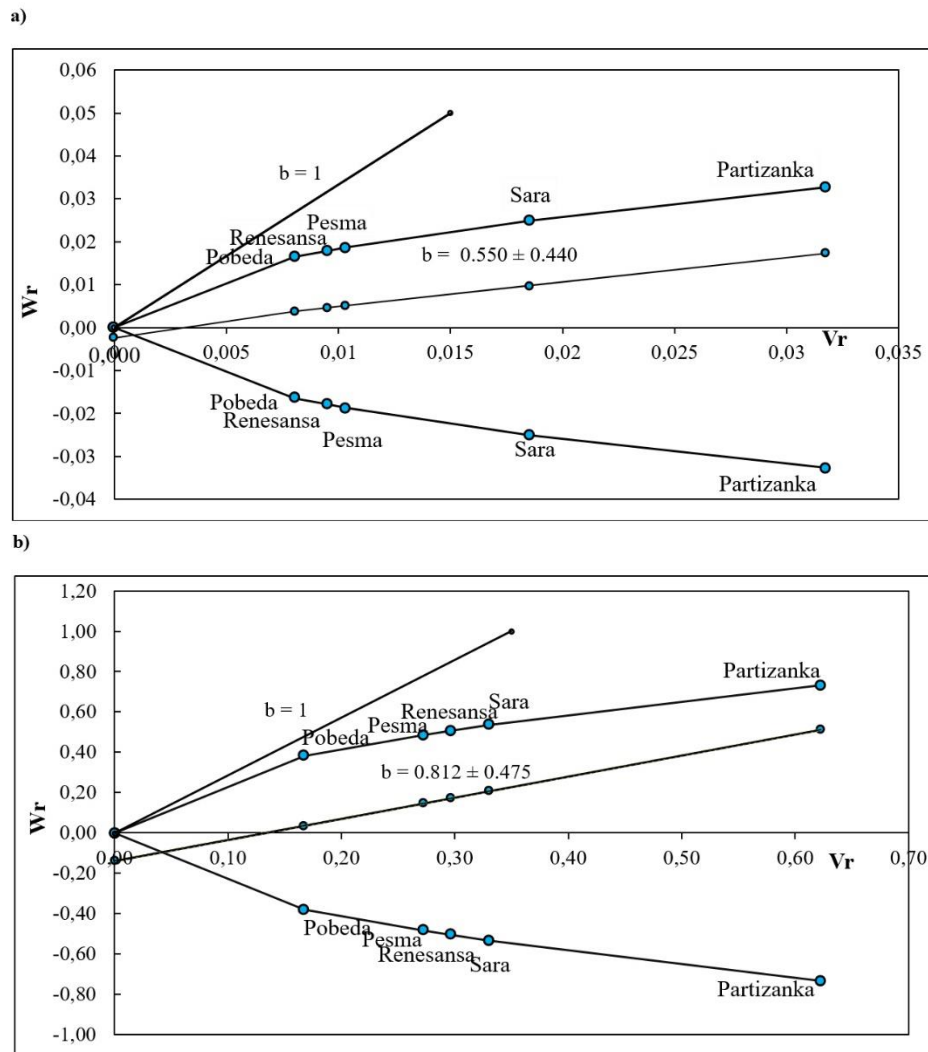 a)
0,06
0,05
0,04
0,03
0,02
0,01
0,00
-0,01
-0,02
-0,03
-0,04
Wr
b = 1
Partizanka
Sara
Pesma
Renesansa
Pobeda
b = 0.550 ± 0.440
Vr
0,000
0.005
0,01
0,015
0,02
0,025
0,03
0,035
Pobeda
Renesansa
Pesma
Sara
Partizanka
b)
1,20
1,00
0,80
0,60
0,40
0,20
0,00
-0,20
-0,40
-0,60
-0,80
-1,00
Wr
b = 1
Partizanka
Sara
Renesansa
Pesma
Pobeda
b = 0.812 ± 0.475
0,00
0,10
0,20
0,30
0,40
0,50
0,60
0,70
Vr
Pobeda
Pesma
Renesansa
Sara
Partizanka